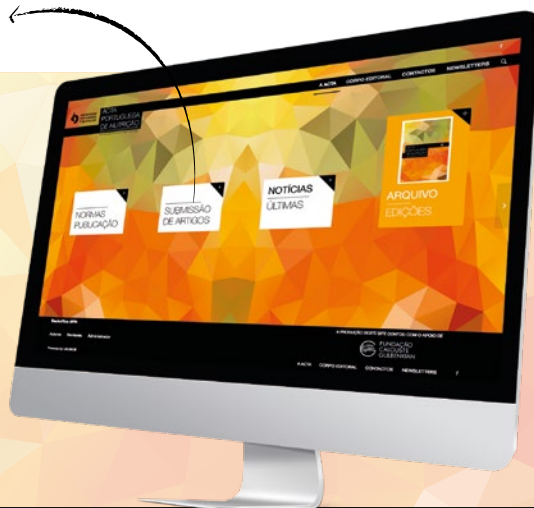 A ACTA CORPO EDITORIAL CONTACTOS NEWSLETTERS
ACTA
PORTUGUESA
DE NUTRIÇÃO
NORMAS
PUBLICAÇÃO
SUBMISSÃO
DE ARTIGOS
NOTÍCIAS
ÚLTIMAS
ARQUIVO
EDIÇÕES
A PRODUÇÃO DESTE SITE CONTOU COM O APOIO DE
FUNDAÇÃO
CALOUSTE
GULBENKIAN
A ACTA CORPO EDITORIAL CONTACTOS NEWSLETTERS